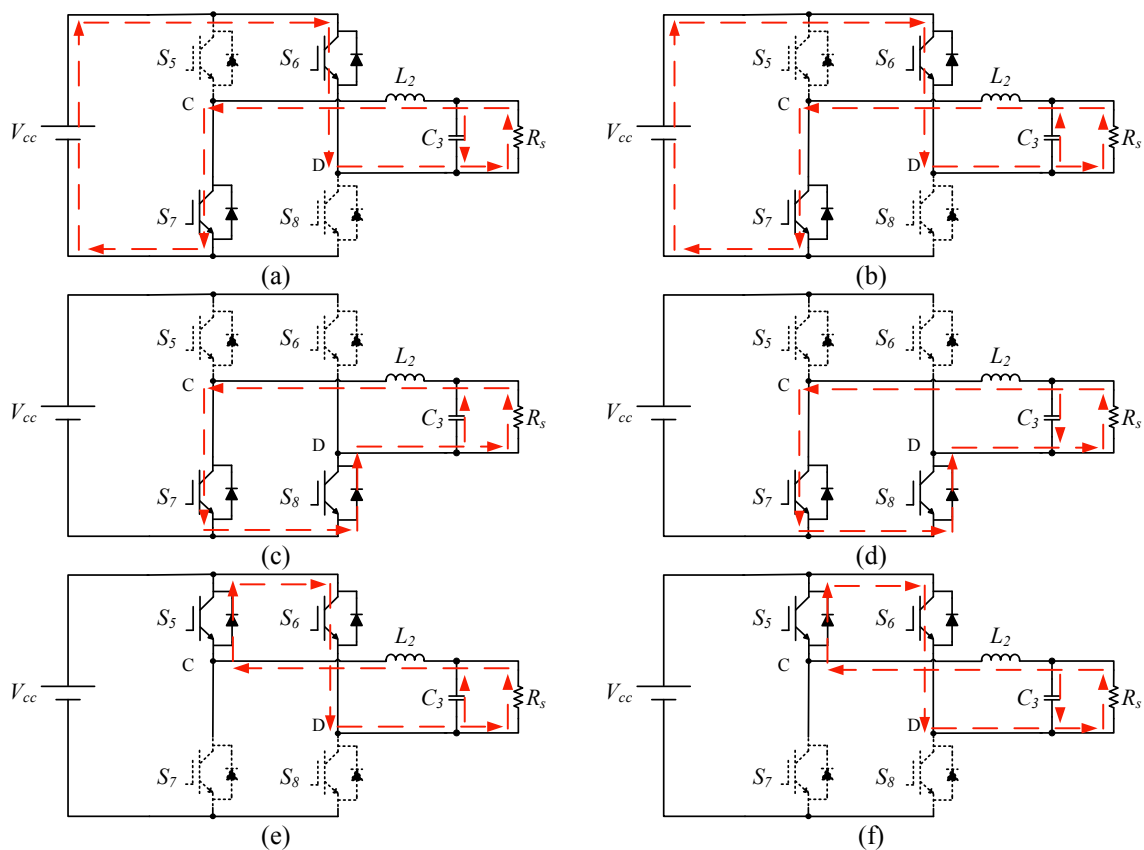 S5 S6 L2
C
Vcc C3 Rs
D
S7 S8
(a)
S5 S6 L2
C
Vcc C3 Rs
D
S7 S8
(b)
S5 S6 L2
C
Vcc C3 Rs
D
S7 S8
(c)
S5 S6 L2
C
Vcc C3 Rs
D
S7 S8
(d)
S5 S6 L2
C
Vcc C3 Rs
D
S7 S8
(e)
S5 S6 L2
C
Vcc C3 Rs
D
S7 S8
(f)